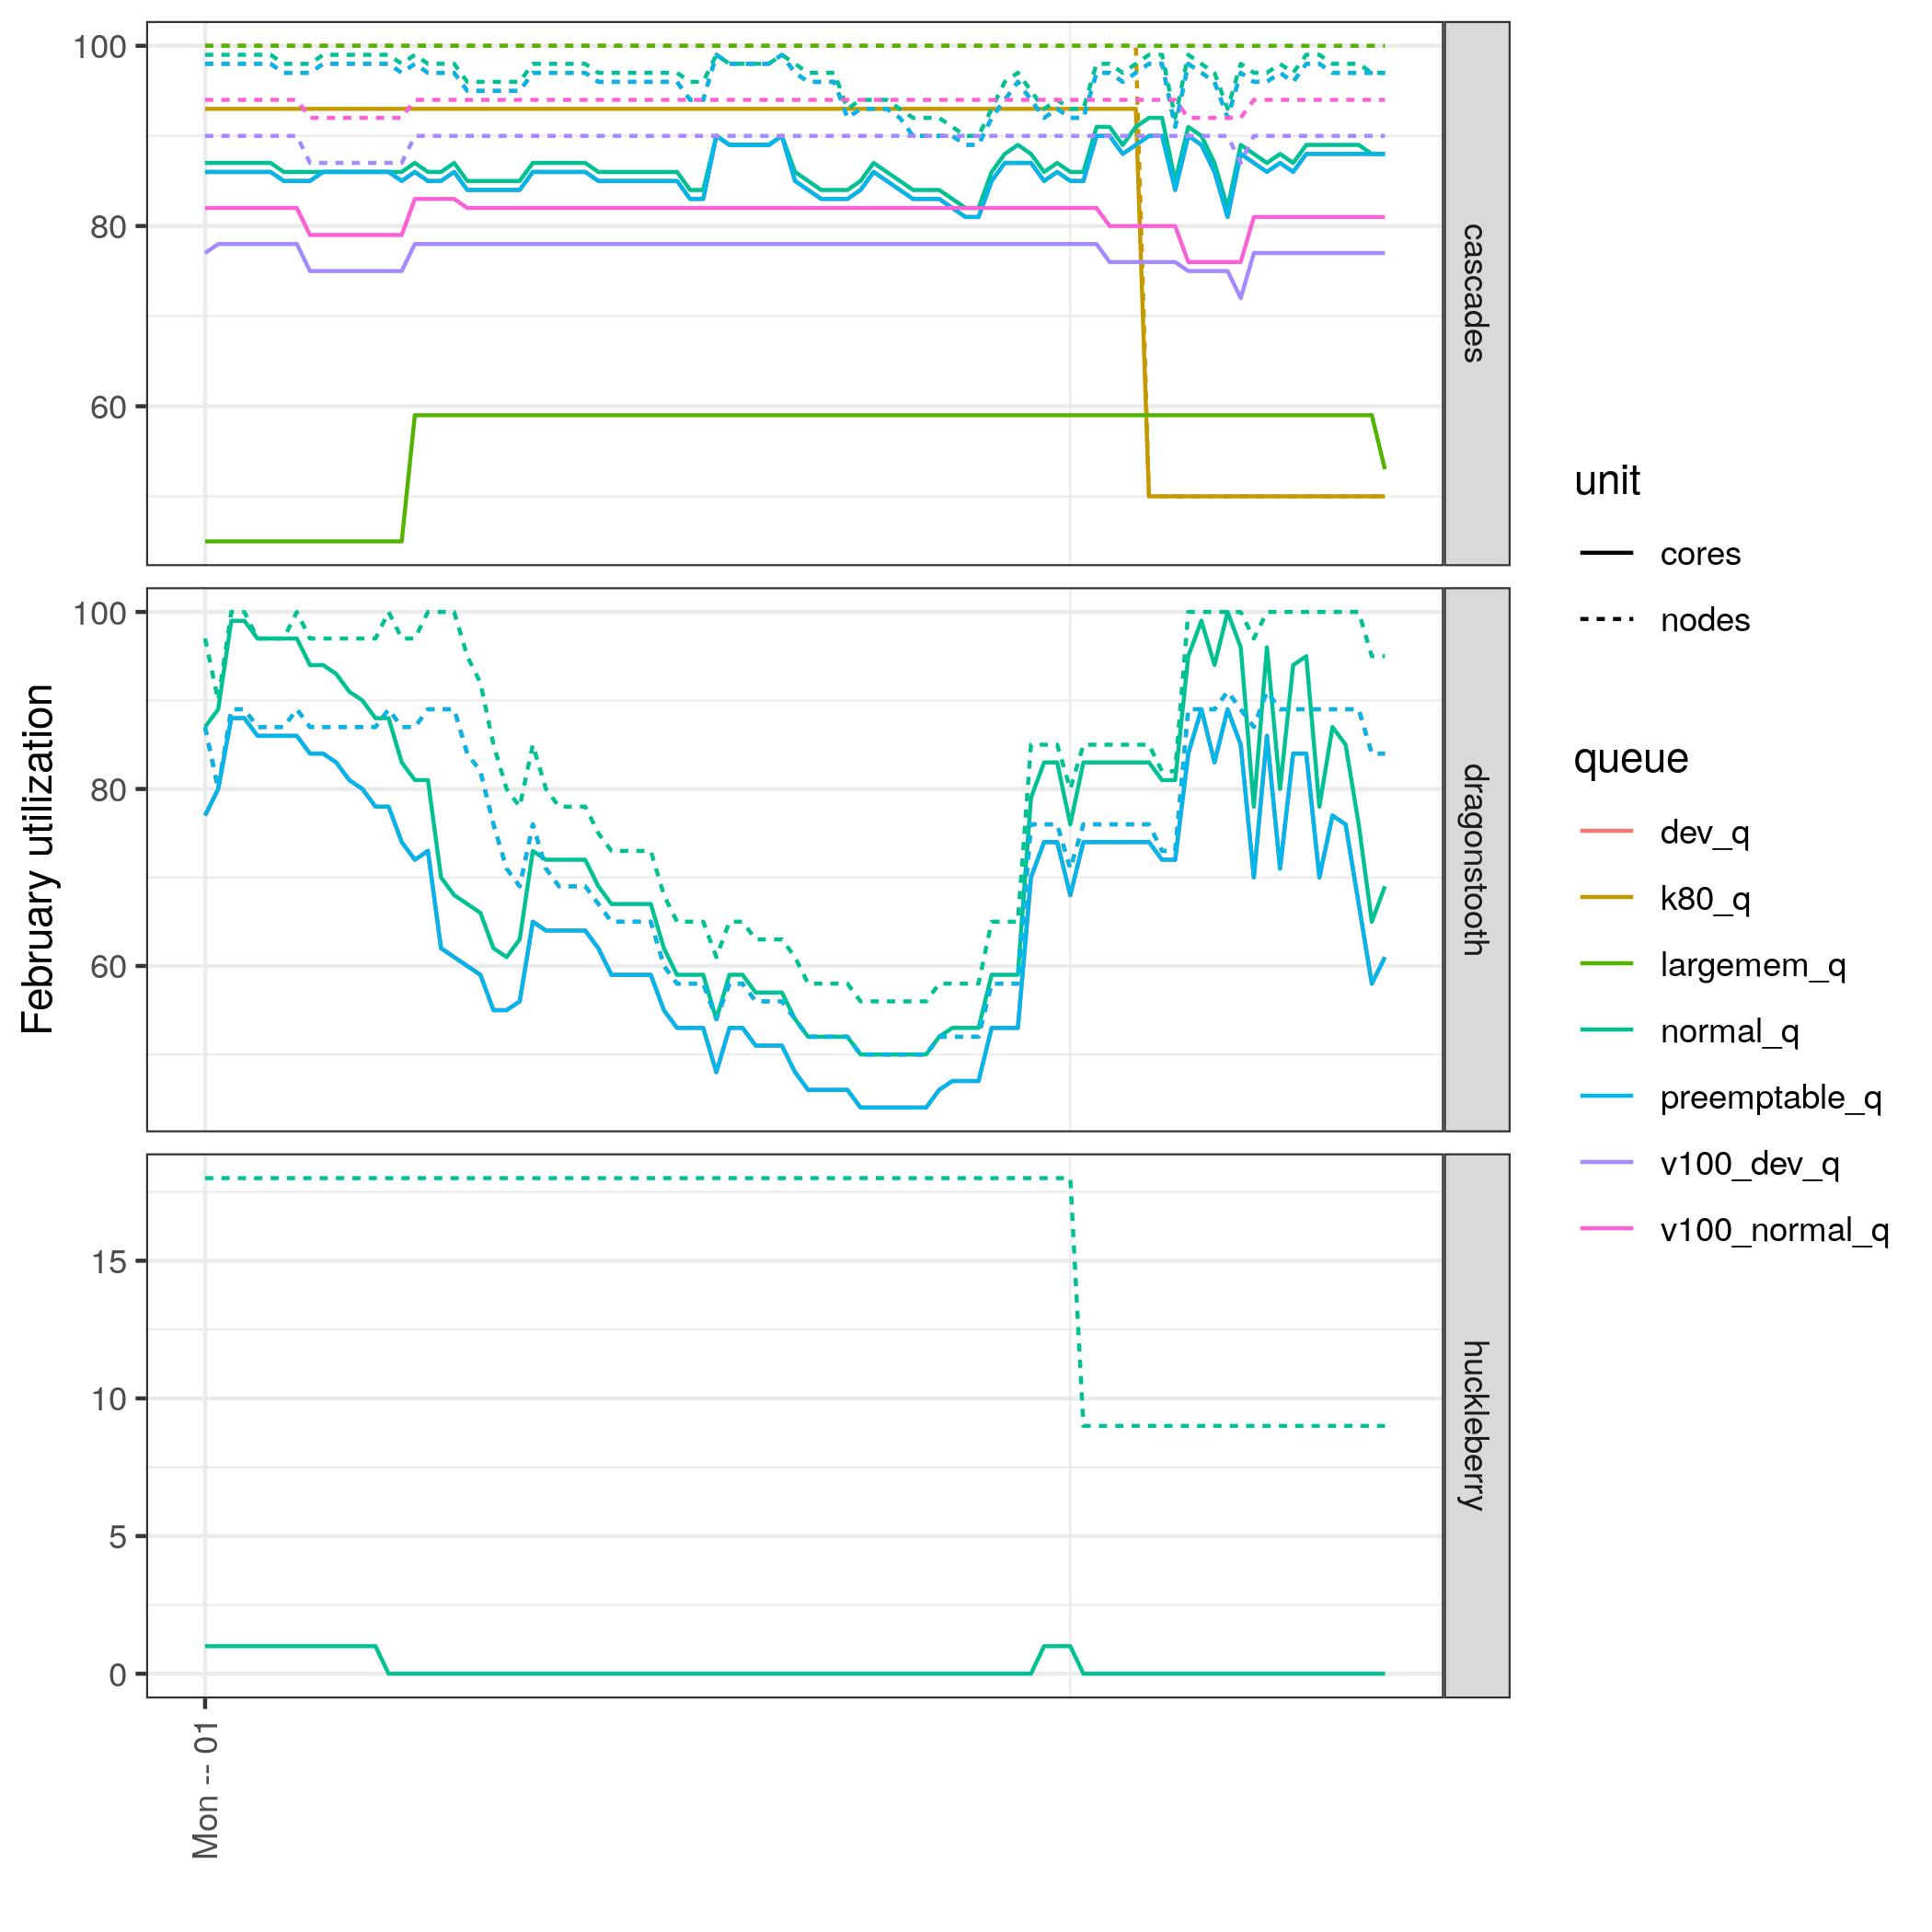 February utilization
100
80
60
cascades
100
80
60
dragonstooth
15
10
5
0
huckleberry
Mon -- 01
unit
cores
nodes
queue
dev_q
k80_q
largemem_q
normal_q
preemptable_q
v100_dev_q
v100_normal_q